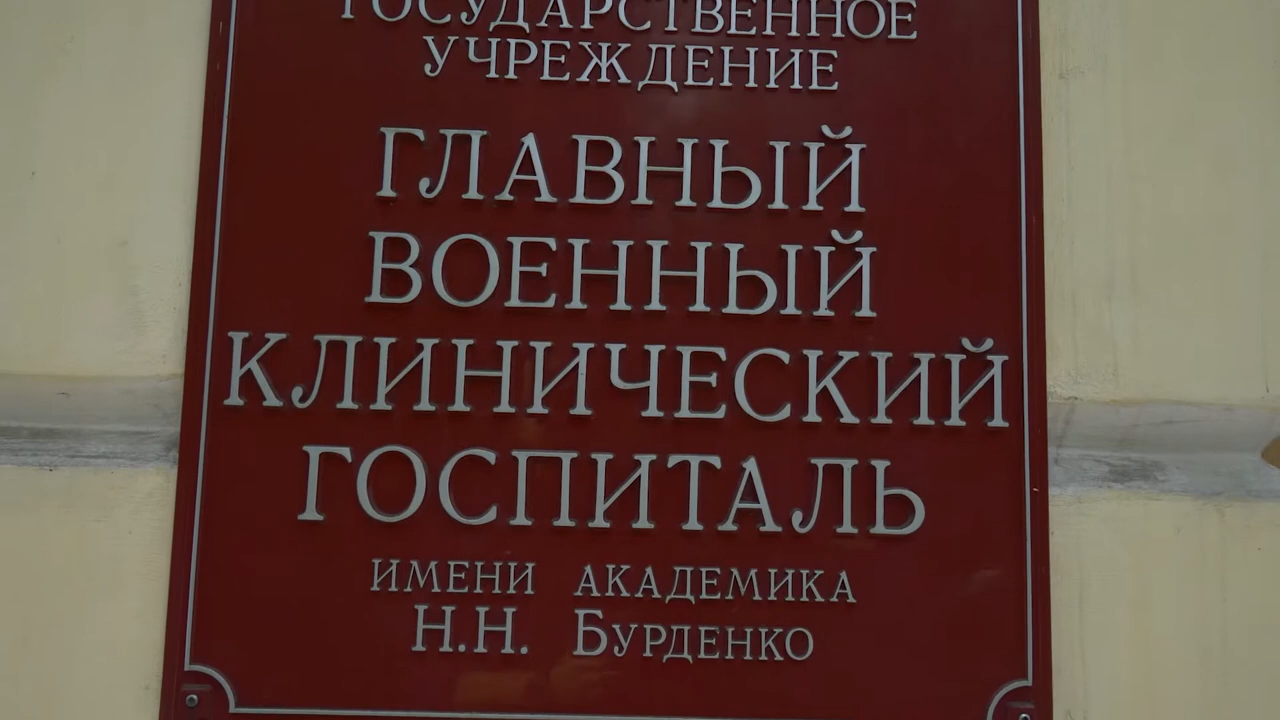 ГОСУДАРСТВЕННОЕ
УЧРЕЖДЕНИЕ
ГЛАВНЫЙ
ВОЕННЫЙ
КЛИНИЧЕСКИЙ
ГОСПИТАЛЬ
ИМЕНИ АКАДЕМИКА
Н.Н. БУРДЕНКО